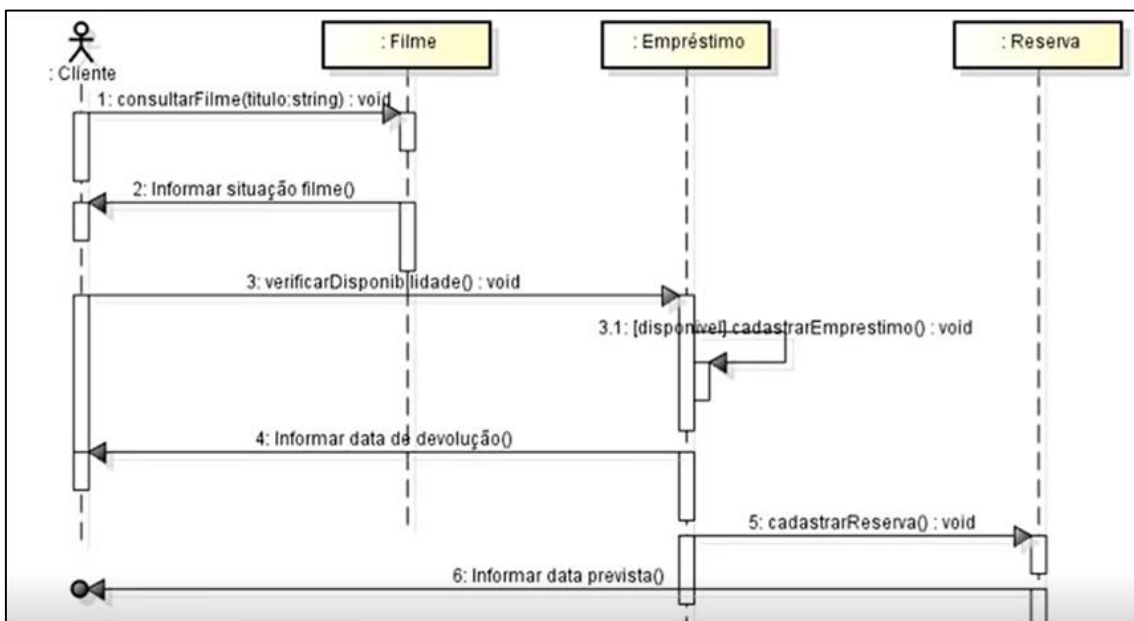 : Cliente
: Filme
: Empréstimo
: Reserva
1: consultarFilme(titulo:string) : void
2: Informar situação filme()
3: verificarDisponibilidade() : void
3.1: [disponivel] cadastrarEmprestimo() : void
4: Informar data de devolução()
5: cadastrarReserva() : void
6: Informar data prevista()